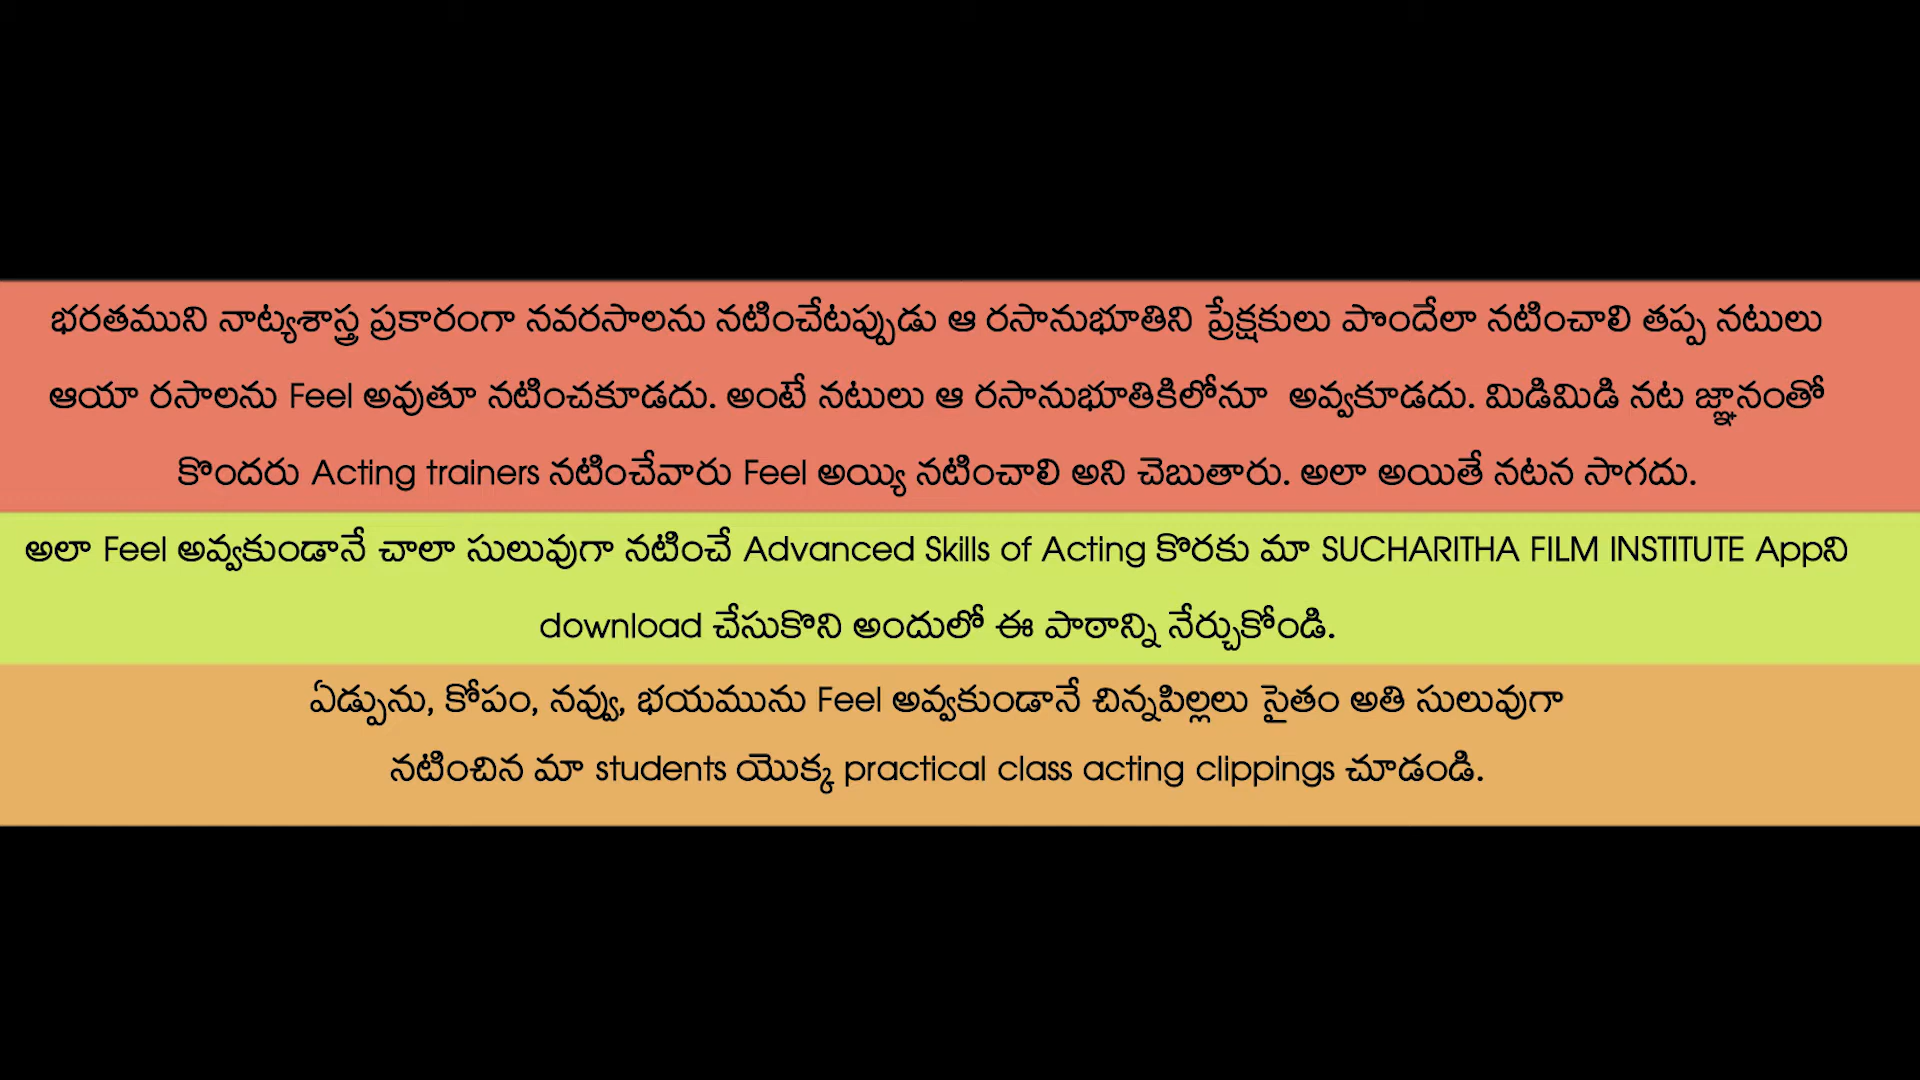 భరతముని నాట్యశాస్త్ర ప్రకారంగా నవరసాలను నటించేటప్పుడు ఆ రసానుభూతిని ప్రేక్షకులు పొందేలా నటించాలి తప్ప నటులు
ఆయా రసాలను Feel అవుతూ నటించకూడదు. అంటే నటులు ఆ రసానుభూతికిలోనూ అవ్వకూడదు. మిడిమిడి నట జ్ఞానంతో
కొందరు Acting trainers నటించేవారు Feel అయ్యి నటించాలి అని చెబుతారు. అలా అయితే నటన సాగదు.
అలా Feel అవ్వకుండానే చాలా సులువుగా నటించే Advanced Skills of Acting కొరకు మా SUCHARITHA FILM INSTITUTE Appని
download చేసుకొని అందులో ఈ పాఠాన్ని నేర్చుకోండి.
ఏడ్పును, కోపం, నవ్వు, భయమును Feel అవ్వకుండానే చిన్నపిల్లలు సైతం అతి సులువుగా
నటించిన మా students యొక్క practical class acting clippings చూడండి.